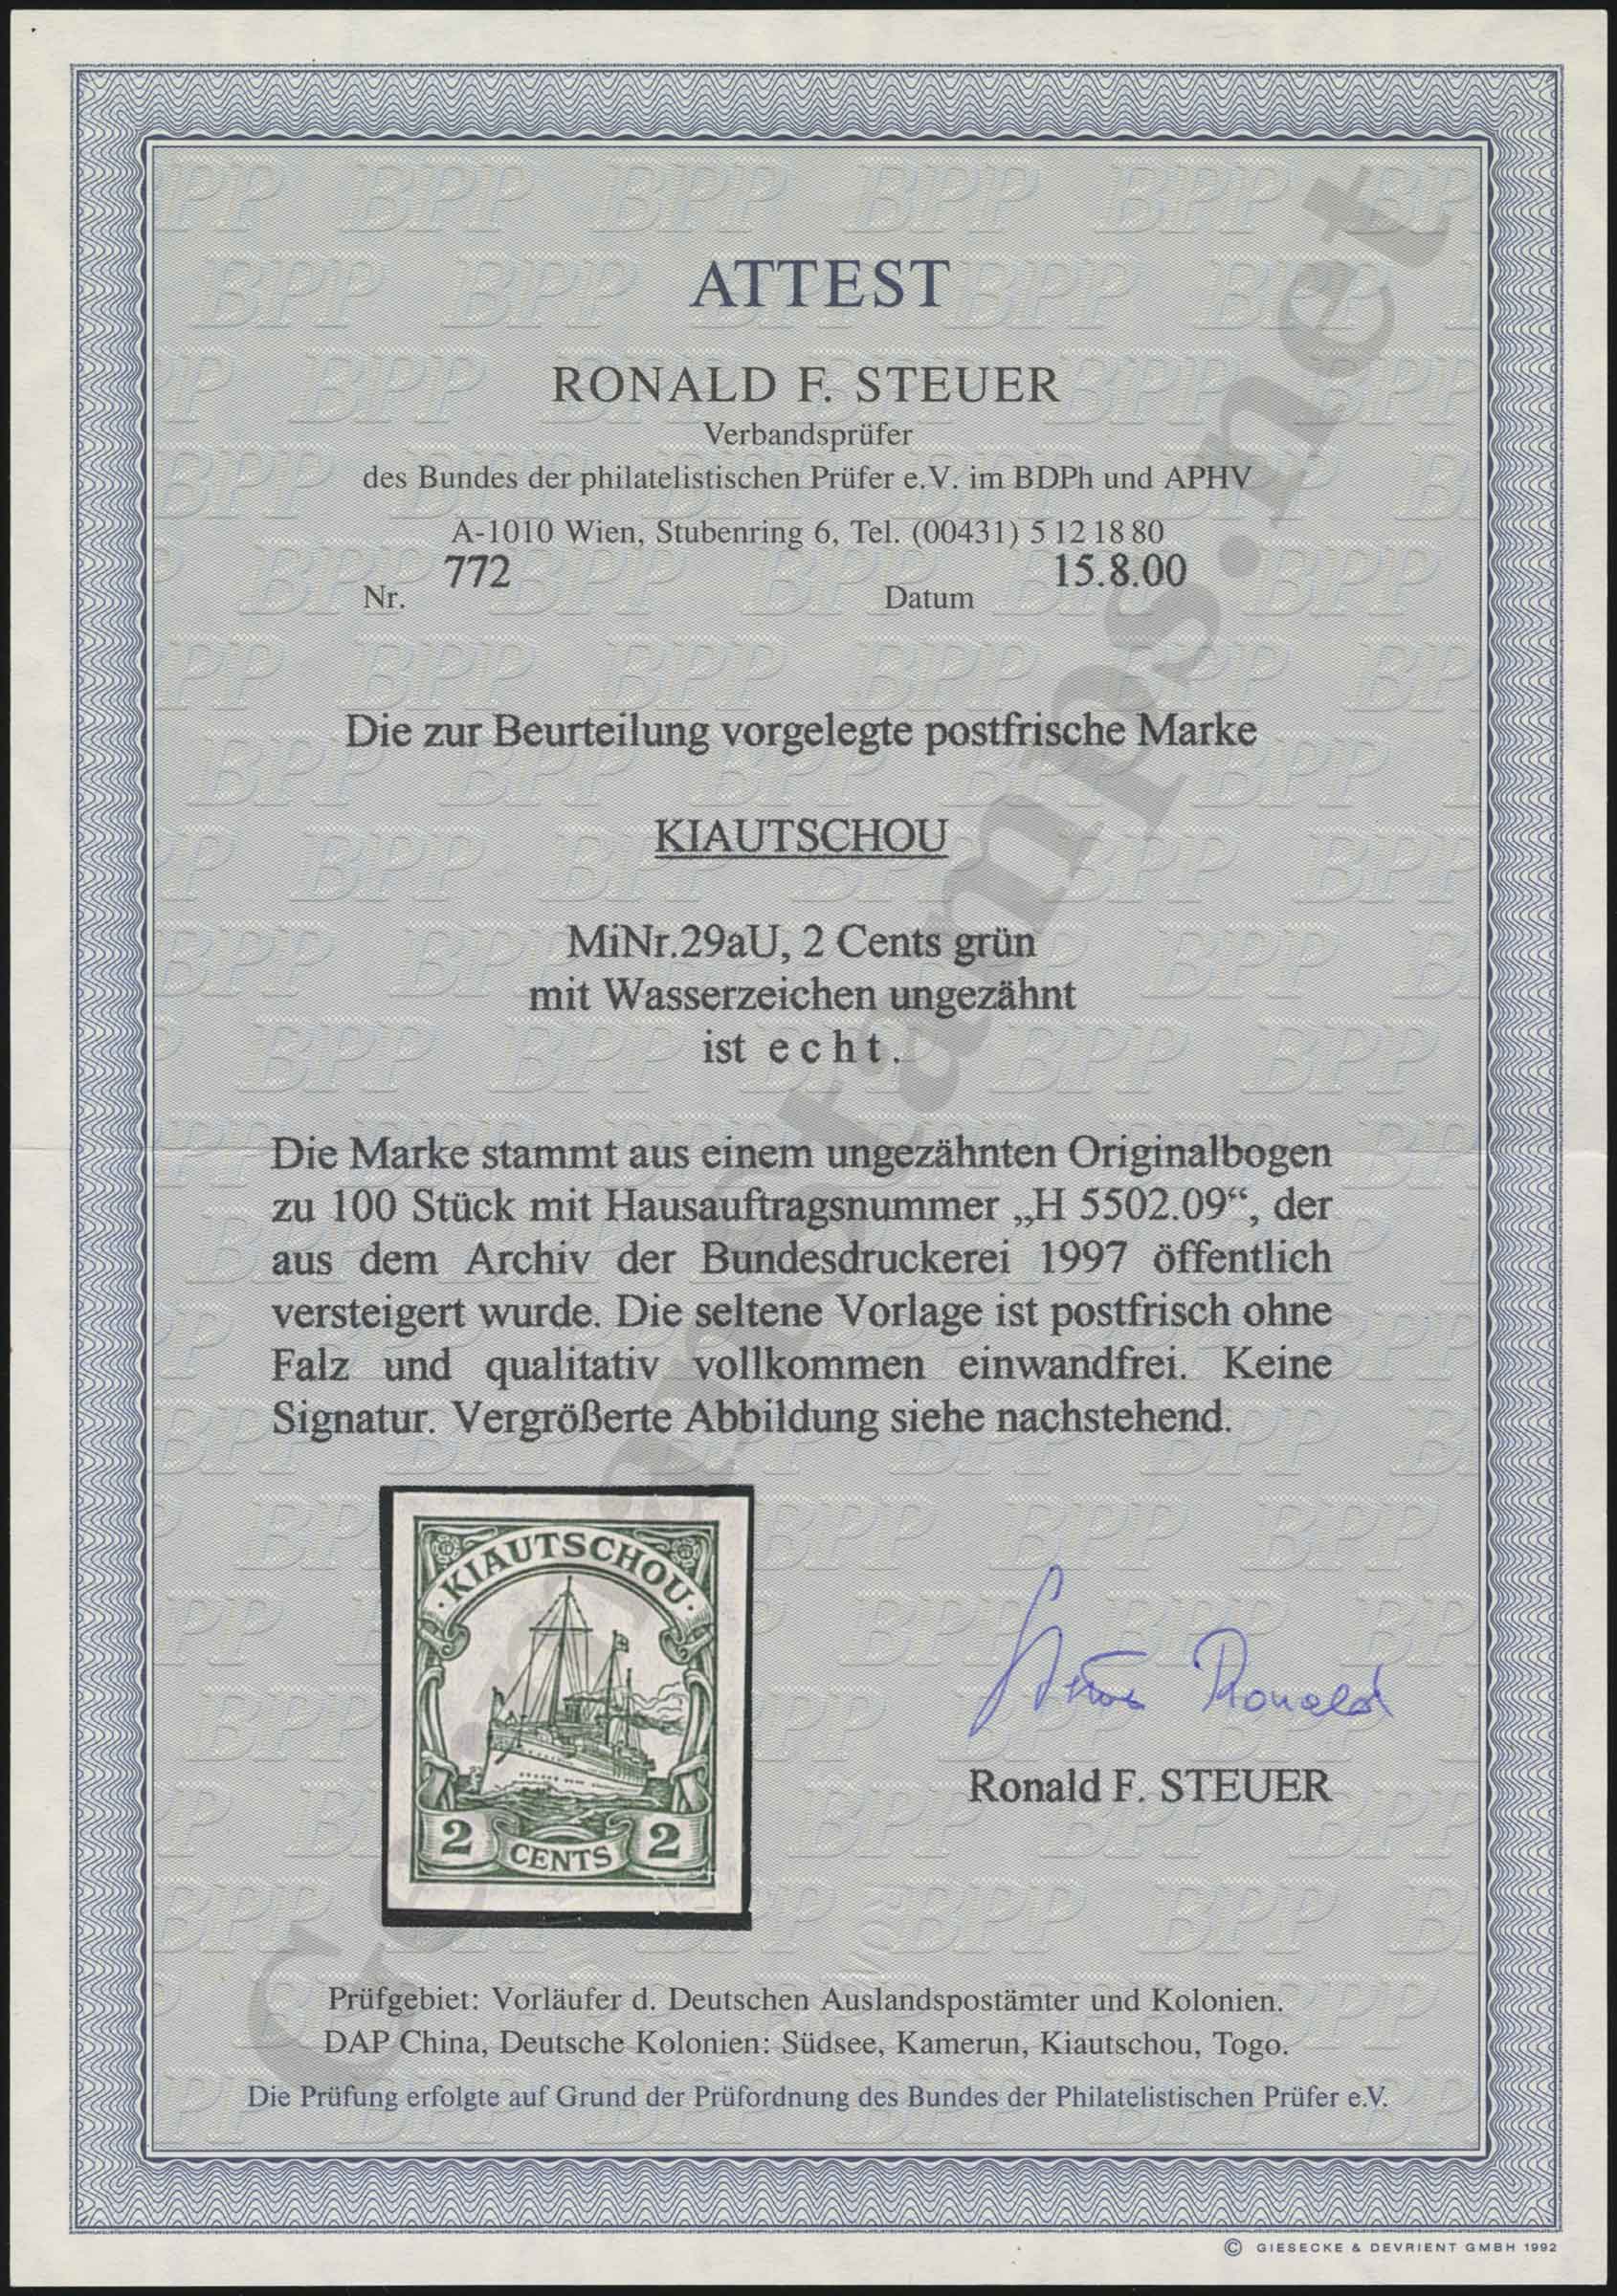 ATTEST
RONALD F. STEUER
Verbandsprüfer
des Bundes der philatelistischen Prüfer e.V. im BDPh und APHV
A-1010 Wien, Stubenring 6, Tel. (00431) 5 12 18 80
Nr. 772 Datum 15.8.00
Die zur Beurteilung vorgelegte postfrische Marke
KIAUTSCHOU
MiNr.29aU, 2 Cents grün
mit Wasserzeichen ungezähnt
ist echt.
Die Marke stammt aus einem ungezähnten Originalbogen
zu 100 Stück mit Hausauftragsnummer „H 5502.09“, der
aus dem Archiv der Bundesdruckerei 1997 öffentlich
versteigert wurde. Die seltene Vorlage ist postfrisch ohne
Falz und qualitativ vollkommen einwandfrei. Keine
Signatur. Vergrößerte Abbildung siehe nachstehend.
KIAUTSCHOU
2 CENTS 2
Steuer Ronald
Ronald F. STEUER
Prüfgebiet: Vorläufer d. Deutschen Auslandspostämter und Kolonien.
DAP China, Deutsche Kolonien: Südsee, Kamerun, Kiautschou, Togo.
Die Prüfung erfolgte auf Grund der Prüfordnung des Bundes der Philatelistischen Prüfer e.V.
© GIESECKE & DEVRIENT GMBH 1992